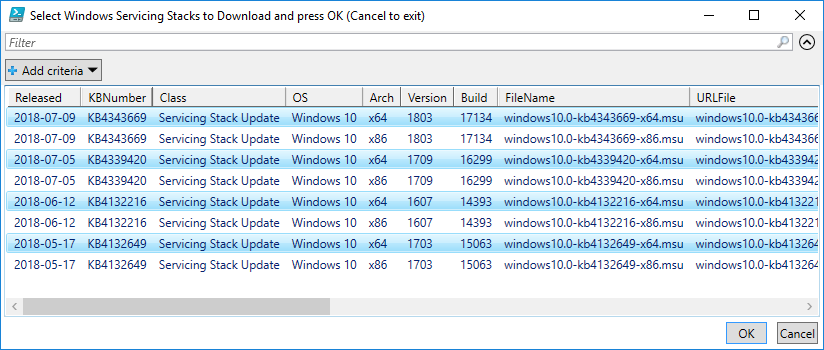 Select Windows Servicing Stacks to Download and press OK (Cancel to exit)
Filter
Add criteria
Released KBNumber Class OS Arch Version Build FileName URLFile
2018-07-09 KB4343669 Servicing Stack Update Windows 10 x64 1803 17134 windows10.0-kb4343669-x64.msu windows10.0-kb434366
2018-07-09 KB4343669 Servicing Stack Update Windows 10 x86 1803 17134 windows10.0-kb4343669-x86.msu windows10.0-kb434366
2018-07-05 KB4339420 Servicing Stack Update Windows 10 x64 1709 16299 windows10.0-kb4339420-x64.msu windows10.0-kb433942
2018-07-05 KB4339420 Servicing Stack Update Windows 10 x86 1709 16299 windows10.0-kb4339420-x86.msu windows10.0-kb433942
2018-06-12 KB4132216 Servicing Stack Update Windows 10 x64 1607 14393 windows10.0-kb4132216-x64.msu windows10.0-kb413221
2018-06-12 KB4132216 Servicing Stack Update Windows 10 x86 1607 14393 windows10.0-kb4132216-x86.msu windows10.0-kb413221
2018-05-17 KB4132649 Servicing Stack Update Windows 10 x64 1703 15063 windows10.0-kb4132649-x64.msu windows10.0-kb413264
2018-05-17 KB4132649 Servicing Stack Update Windows 10 x86 1703 15063 windows10.0-kb4132649-x86.msu windows10.0-kb413264
OK Cancel